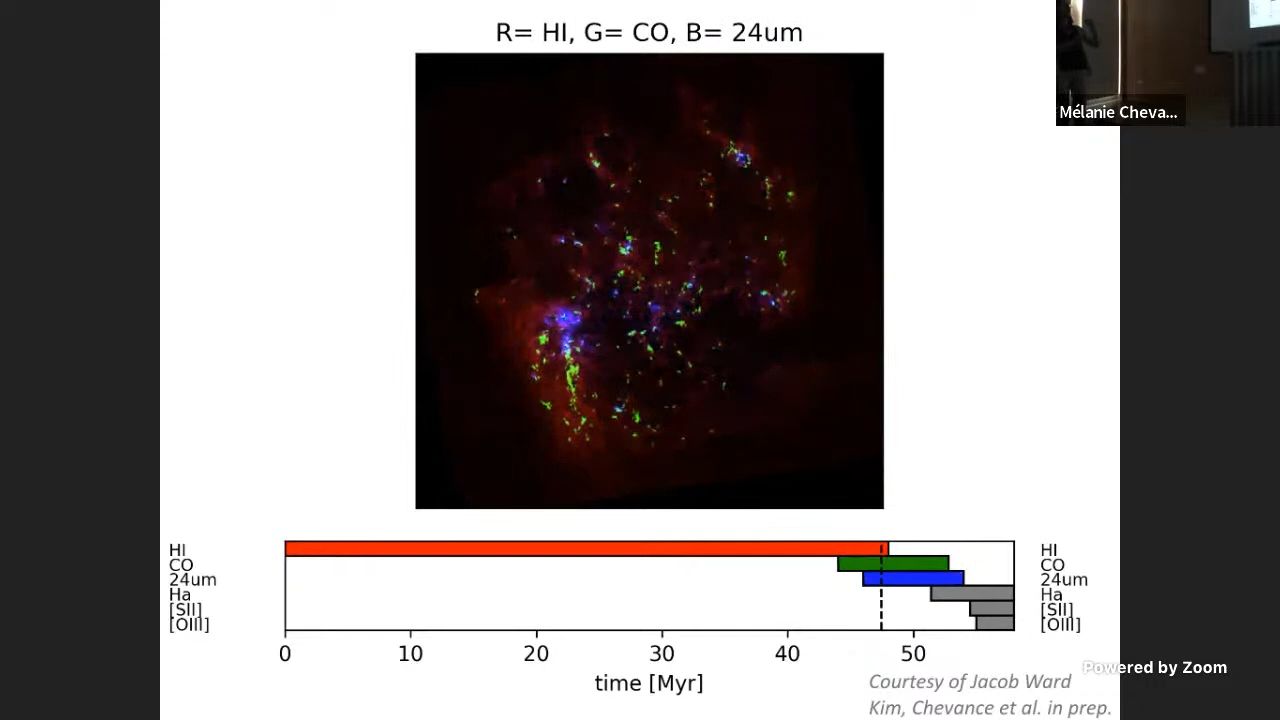 R= HI, G= CO, B= 24um
Mélanie Cheva...
HI
CO
24um
Ha
[SII]
[OIII]
HI
CO
24um
Ha
[SII]
[OIII]
0 10 20 30 40 50
time [Myr]
Powered by Zoom
Courtesy of Jacob Ward
Kim, Chevance et al. in prep.